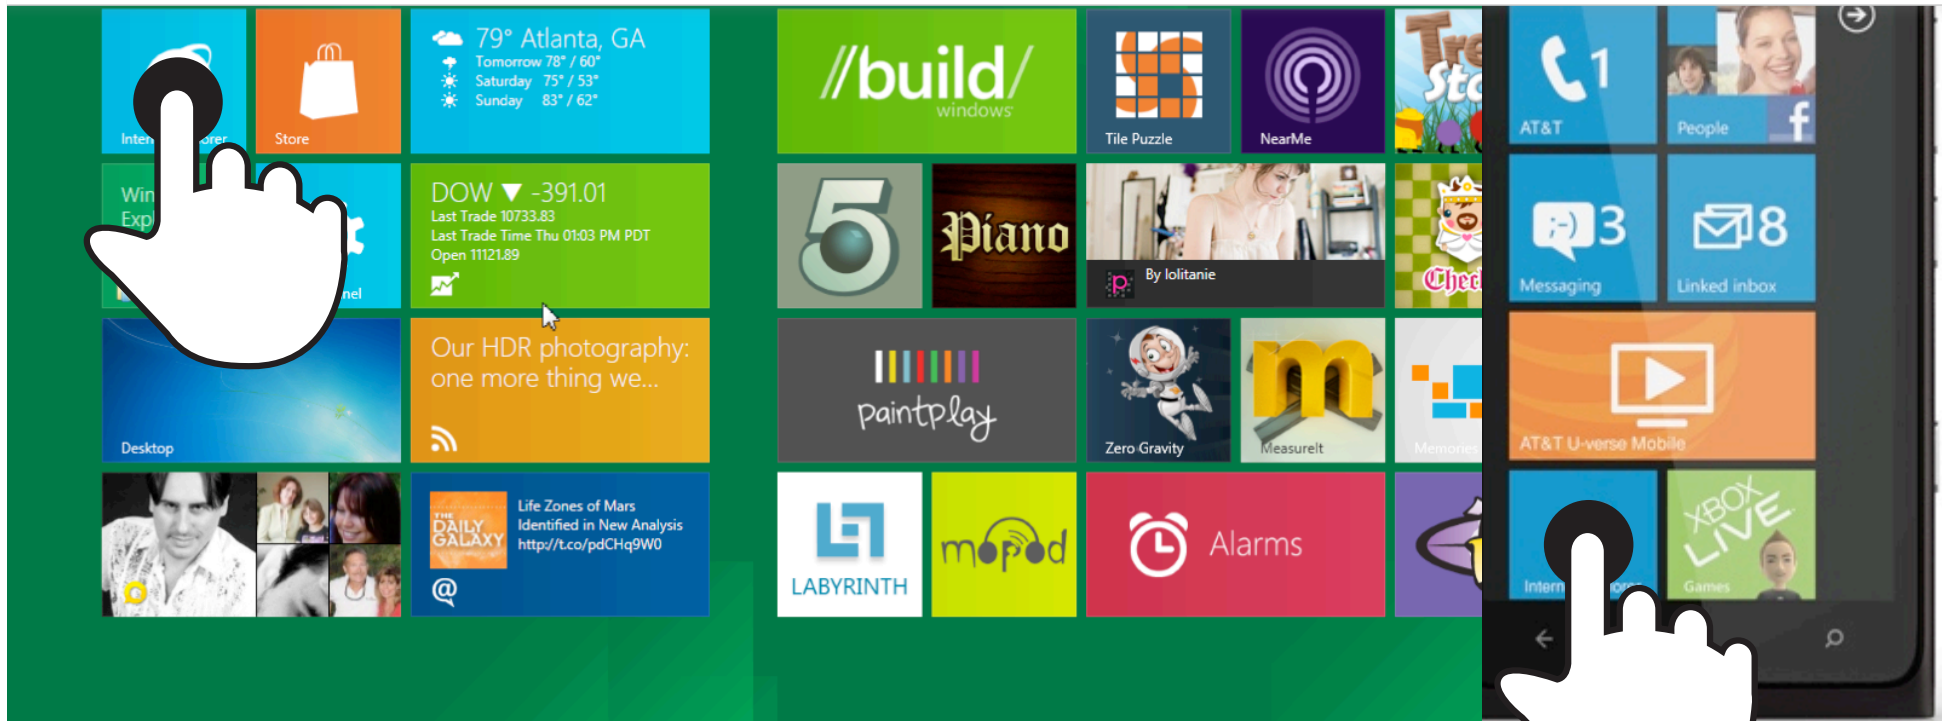 Store
79° Atlanta, GA
Tomorrow 78° / 60°
Saturday 75° / 53°
Sunday 83° / 62°
DOW ▼ -391.01
Last Trade 10733.83
Last Trade Time Thu 01:03 PM PDT
Open 11121.89
Desktop
Our HDR photography:
one more thing we...
THE
DAILY
GALAXY
Life Zones of Mars
Identified in New Analysis
http://t.co/pdCHq9W0
@
//build/
windows
Tile Puzzle
NearMe
5
Piano
p
By lolitanie
paintplay
Zero Gravity
m
MeasureIt
Memories
LABYRINTH
mopod
Alarms
1
AT&T
People
f
;-) 3
Messaging
8
Linked inbox
AT&T U-verse Mobile
XBOX
LIVE
Games